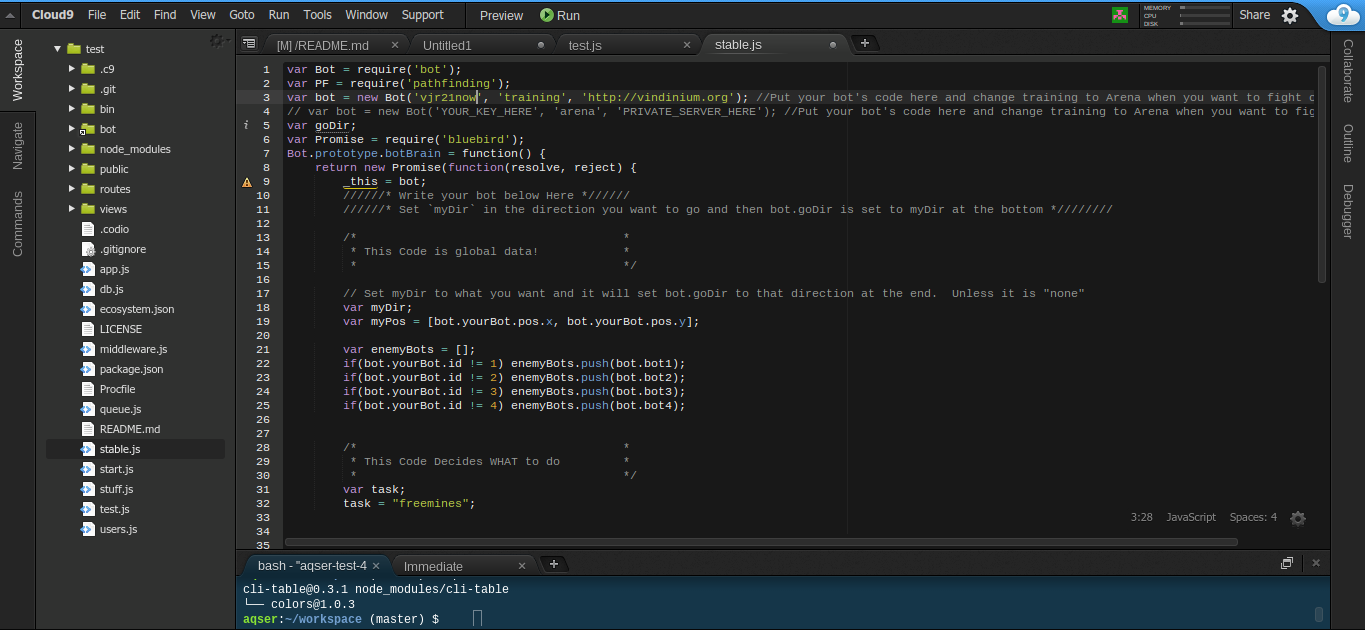 Cloud9 File Edit Find View Goto Run Tools Window Support Preview Run MEMORY CPU DISK Share 9
Workspace
Navigate
Commands
test
.c9
.git
bin
bot
node_modules
public
routes
views
.codio
.gitignore
app.js
db.js
ecosystem.json
LICENSE
middleware.js
package.json
Procfile
queue.js
README.md
stable.js
start.js
stuff.js
test.js
users.js
[M] /README.md × Untitled1 test.js × stable.js +
1 var Bot = require('bot');
2 var PF = require('pathfinding');
3 var bot = new Bot('vjr21now', 'training', 'http://vindinium.org'); //Put your bot's code here and change training to Arena when you want to fight
4 // var bot = new Bot('YOUR_KEY_HERE', 'arena', 'PRIVATE_SERVER_HERE'); //Put your bot's code here and change training to Arena when you want to fig
i 5 var goDir;
6 var Promise = require('bluebird');
7 Bot.prototype.botBrain = function() {
8 return new Promise(function(resolve, reject) {
9 _this = bot;
10 //////* Write your bot below Here *//////
11 //////* Set `myDir` in the direction you want to go and then bot.goDir is set to myDir at the bottom *////////
12
13 /* *
14 * This Code is global data! *
15 * */
16
17 // Set myDir to what you want and it will set bot.goDir to that direction at the end.  Unless it is "none"
18 var myDir;
19 var myPos = [bot.yourBot.pos.x, bot.yourBot.pos.y];
20
21 var enemyBots = [];
22 if(bot.yourBot.id != 1) enemyBots.push(bot.bot1);
23 if(bot.yourBot.id != 2) enemyBots.push(bot.bot2);
24 if(bot.yourBot.id != 3) enemyBots.push(bot.bot3);
25 if(bot.yourBot.id != 4) enemyBots.push(bot.bot4);
26
27
28 /* *
29 * This Code Decides WHAT to do *
30 * */
31 var task;
32 task = "freemines";
33
34
35
3:28 JavaScript Spaces: 4
bash - "aqser-test-4 × Immediate × +
cli-table@0.3.1 node_modules/cli-table
└── colors@1.0.3
aqser:~/workspace (master) $
Collaborate
Outline
Debugger